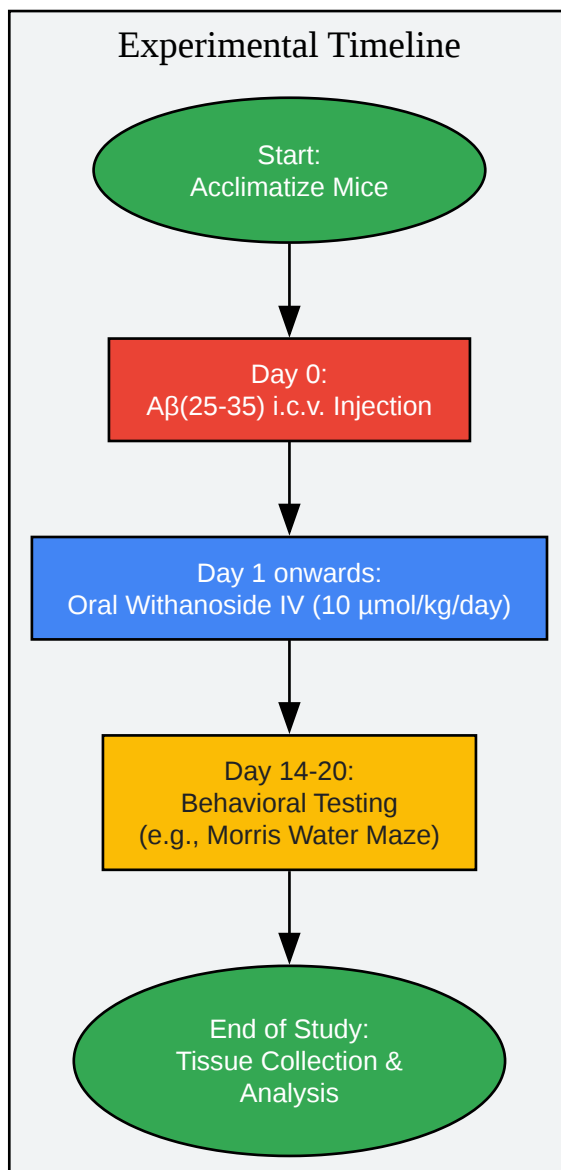 Experimental Timeline
Start:
Acclimatize Mice
Day 0:
Aβ(25-35) i.c.v. Injection
Day 1 onwards:
Oral Withanoside IV (10 µmol/kg/day)
Day 14-20:
Behavioral Testing
(e.g., Morris Water Maze)
End of Study:
Tissue Collection &
Analysis